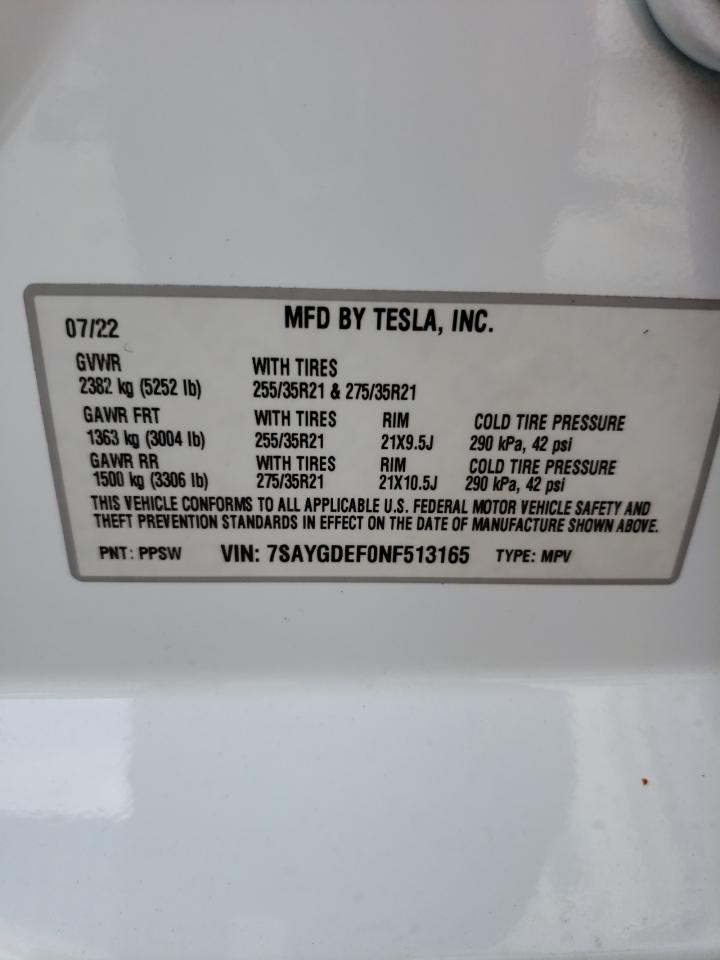 07/22 MFD BY TESLA, INC.
GVWR WITH TIRES
2382 kg (5252 lb) 255/35R21 & 275/35R21
GAWR FRT WITH TIRES RIM COLD TIRE PRESSURE
1363 kg (3004 lb) 255/35R21 21X9.5J 290 kPa, 42 psi
GAWR RR WITH TIRES RIM COLD TIRE PRESSURE
1500 kg (3306 lb) 275/35R21 21X10.5J 290 kPa, 42 psi
THIS VEHICLE CONFORMS TO ALL APPLICABLE U.S. FEDERAL MOTOR VEHICLE SAFETY AND
THEFT PREVENTION STANDARDS IN EFFECT ON THE DATE OF MANUFACTURE SHOWN ABOVE.
PNT: PPSW VIN: 7SAYGDEF0NF513165 TYPE: MPV